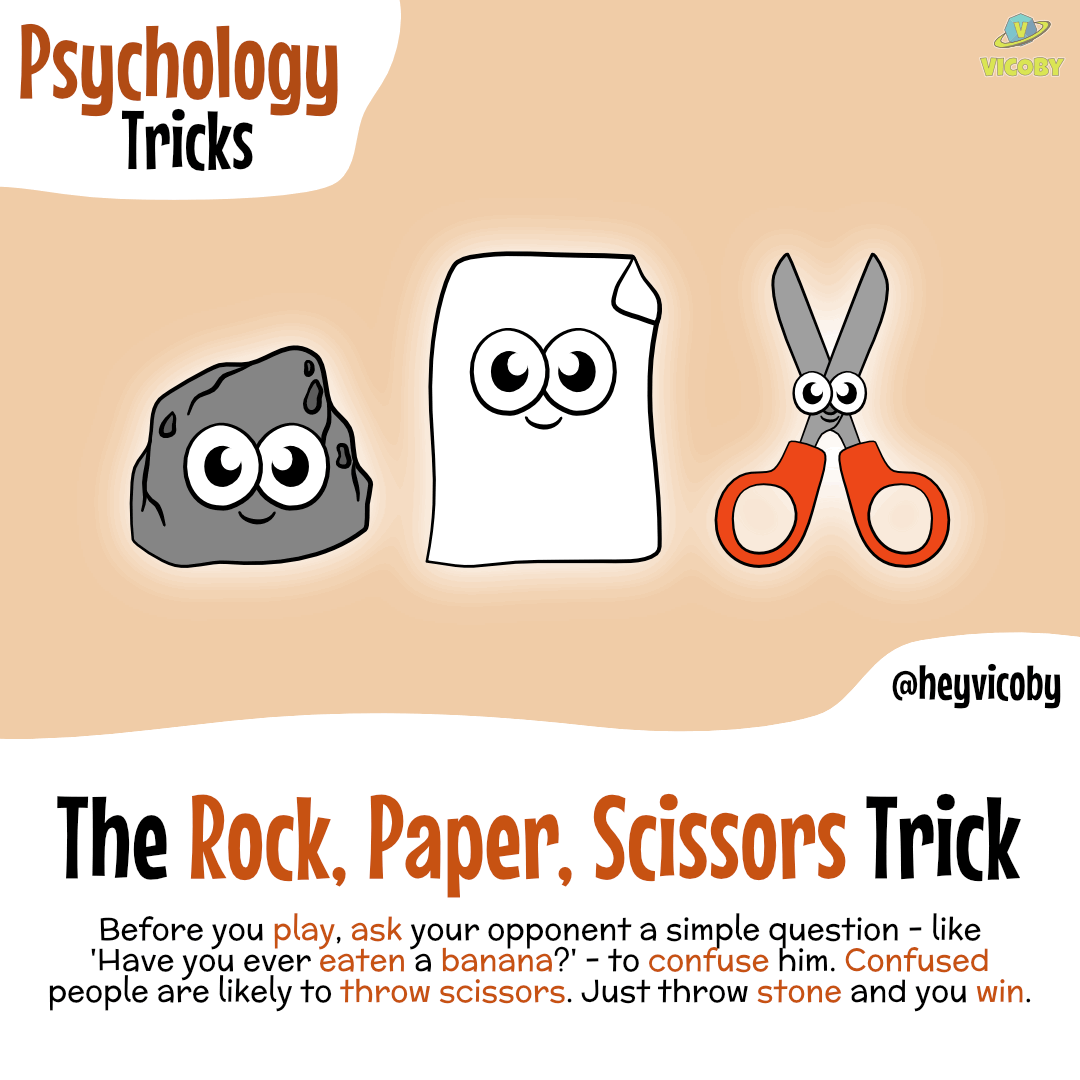 Psychology
Tricks
V
VICOBY
@heyvicoby
The Rock, Paper, Scissors Trick
Before you play, ask your opponent a simple question - like
'Have you ever eaten a banana?' - to confuse him. Confused
people are likely to throw scissors. Just throw stone and you win.